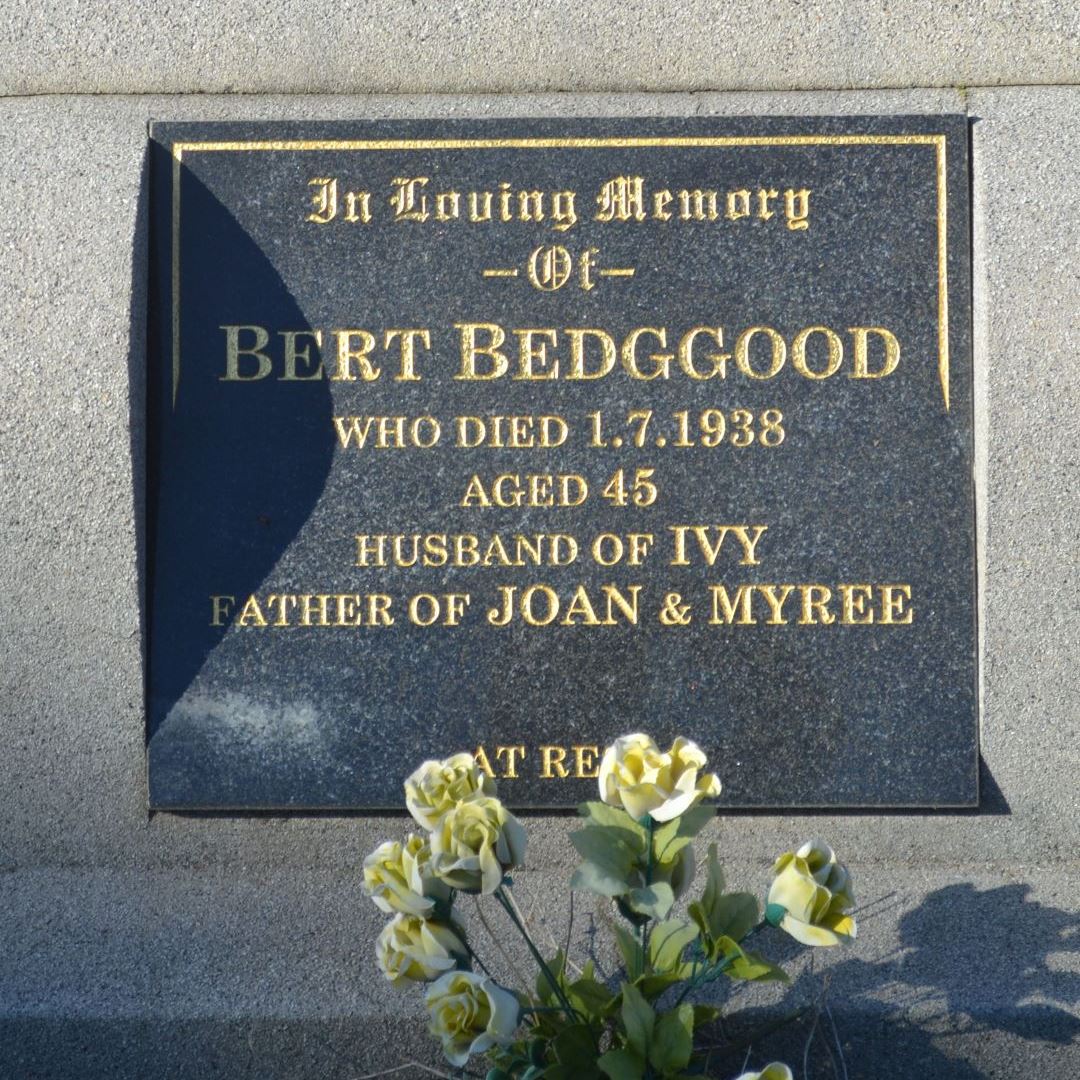 In Loving Memory
– Of –
BERT BEDGGOOD
WHO DIED 1.7.1938
AGED 45
HUSBAND OF IVY
FATHER OF JOAN & MYREE
AT